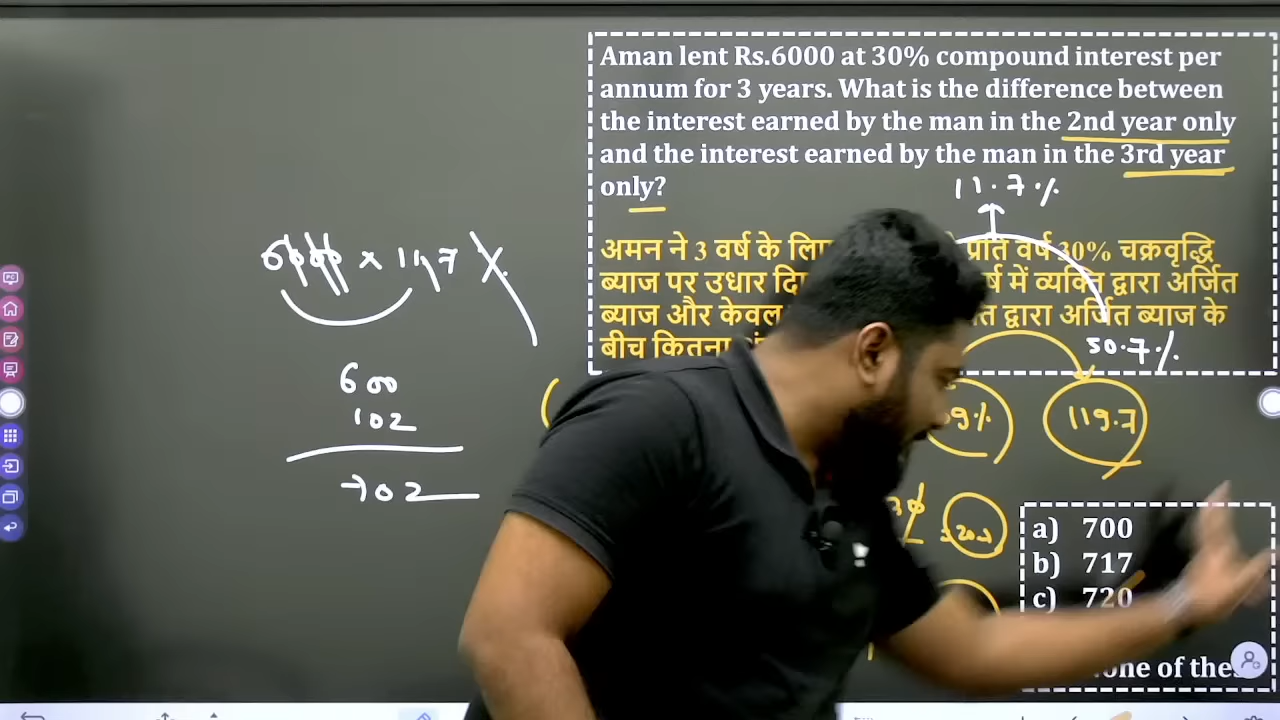 Aman lent Rs.6000 at 30% compound interest per
annum for 3 years. What is the difference between
the interest earned by the man in the 2nd year only
and the interest earned by the man in the 3rd year
only?
11.7%
अमन ने 3 वर्ष के प्रति वर्ष 30% चक्रवृद्धि
ब्याज पर उधार में व्यक्ति द्वारा अर्जित
ब्याज और केवल द्वारा अर्जित ब्याज के
बीच कितना
50.7%
6000 x 11.7
600
102
702
9%
119.7
a) 700
b) 717
c) 720
one of